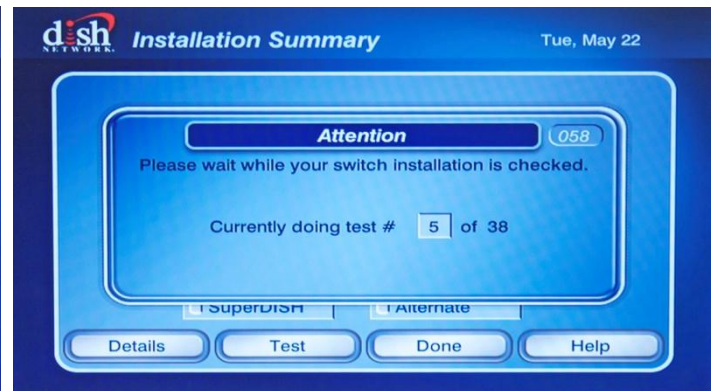 dish
NETWORK.
Installation Summary
Tue, May 22
Attention
058
Please wait while your switch installation is checked.
Currently doing test # 5 of 38
SuperDISH
Alternate
Details
Test
Done
Help